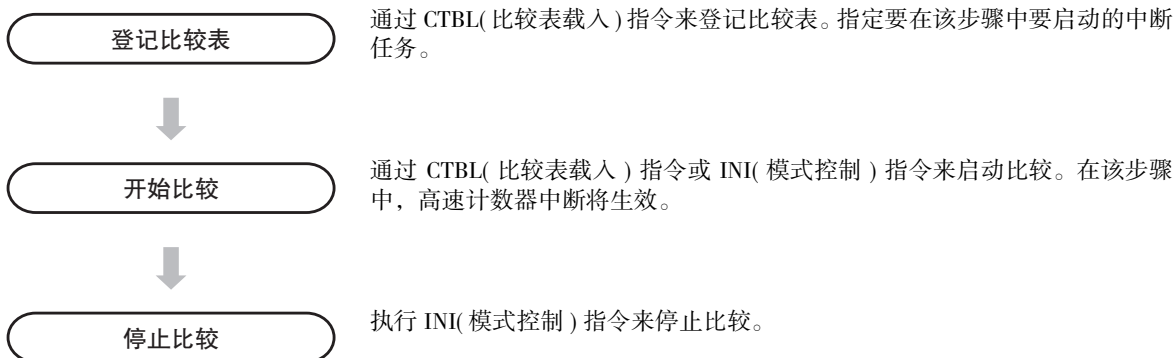 登记比较表
通过 CTBL( 比较表载入 ) 指令来登记比较表。指定要在该步骤中要启动的中断
任务。
开始比较
通过 CTBL( 比较表载入 ) 指令或 INI( 模式控制 ) 指令来启动比较。在该步骤
中，高速计数器中断将生效。
停止比较
执行 INI( 模式控制 ) 指令来停止比较。